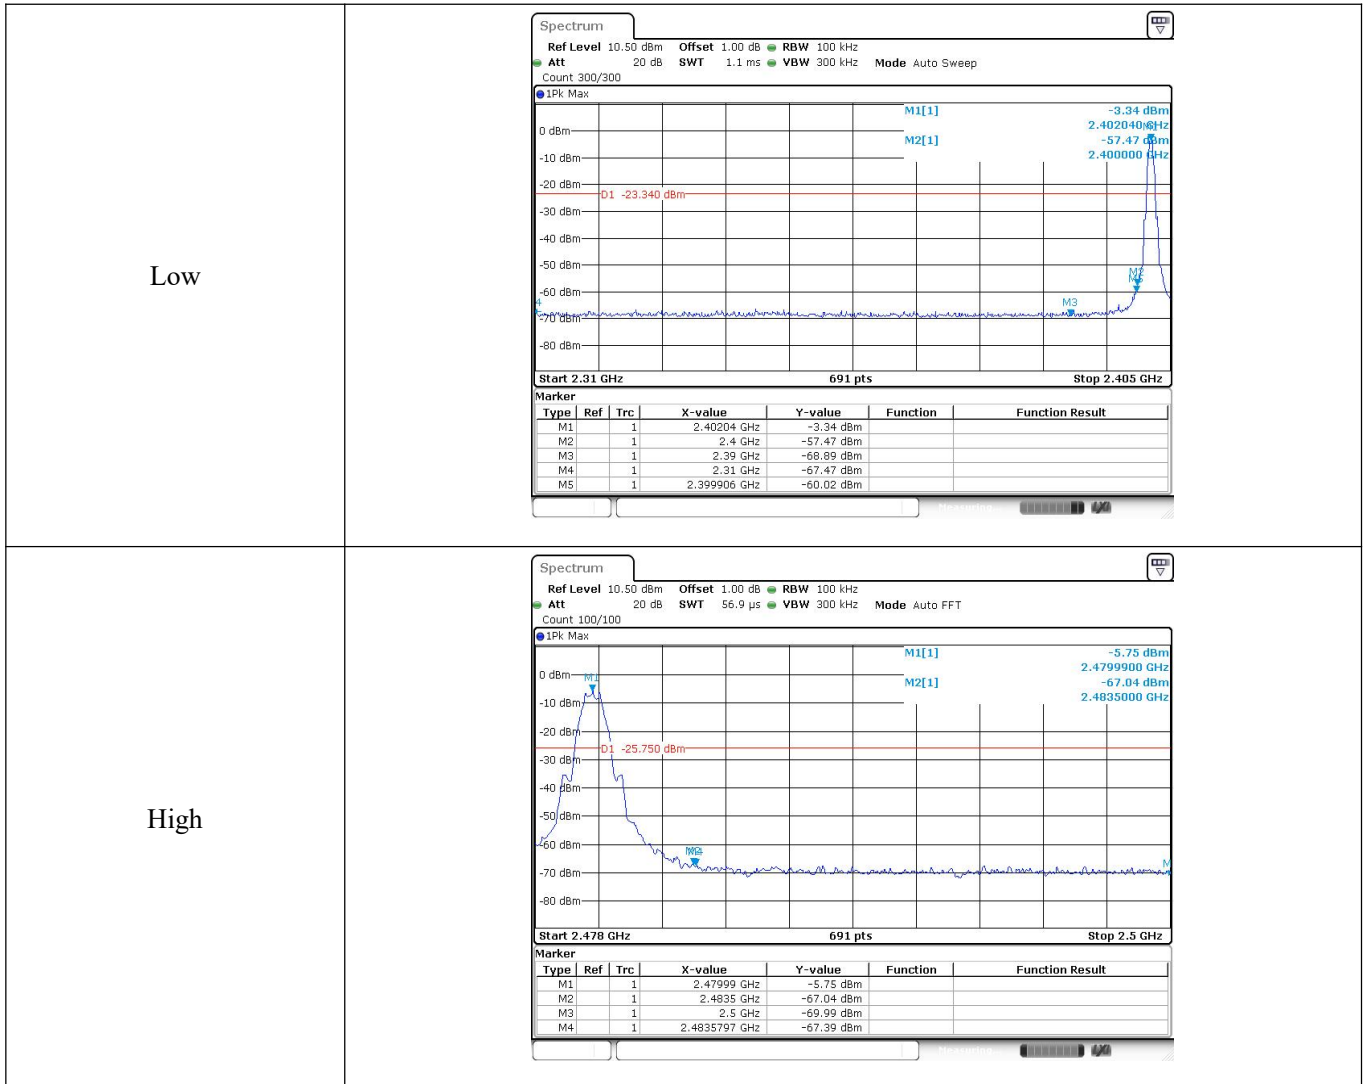 Low
Spectrum
Ref Level 10.50 dBm Offset 1.00 dB RBW 100 kHz
Att 20 dB SWT 1.1 ms VBW 300 kHz Mode Auto Sweep
Count 300/300
1Pk Max
M1[1] -3.34 dBm
2.402040 GHz
M2[1] -57.47 dBm
2.400000 GHz
M1
0 dBm
-10 dBm
-20 dBm
D1 -23.340 dBm
-30 dBm
-40 dBm
-50 dBm
M2
M5
-60 dBm
4
M3
-70 dBm
-80 dBm
Start 2.31 GHz 691 pts Stop 2.405 GHz
Marker
Type Ref Trc X-value Y-value Function Function Result
M1 1 2.40204 GHz -3.34 dBm
M2 1 2.4 GHz -57.47 dBm
M3 1 2.39 GHz -68.89 dBm
M4 1 2.31 GHz -67.47 dBm
M5 1 2.399906 GHz -60.02 dBm
Measuring... LXI
High
Spectrum
Ref Level 10.50 dBm Offset 1.00 dB RBW 100 kHz
Att 20 dB SWT 56.9 µs VBW 300 kHz Mode Auto FFT
Count 100/100
1Pk Max
M1[1] -5.75 dBm
2.4799900 GHz
M2[1] -67.04 dBm
2.4835000 GHz
0 dBm
M1
-10 dBm
-20 dBm
D1 -25.750 dBm
-30 dBm
-40 dBm
-50 dBm
-60 dBm
M
-70 dBm
-80 dBm
Start 2.478 GHz 691 pts Stop 2.5 GHz
Marker
Type Ref Trc X-value Y-value Function Function Result
M1 1 2.47999 GHz -5.75 dBm
M2 1 2.4835 GHz -67.04 dBm
M3 1 2.5 GHz -69.99 dBm
M4 1 2.4835797 GHz -67.39 dBm
Measuring... LXI